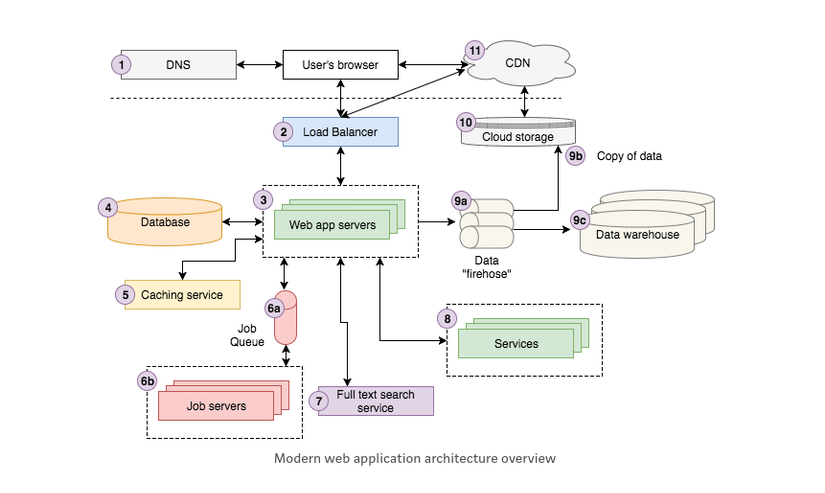 1
DNS
User's browser
11
CDN
2
Load Balancer
10
Cloud storage
9b
Copy of data
3
Web app servers
4
Database
9a
Data
"firehose"
9c
Data warehouse
5
Caching service
6a
Job
Queue
8
Services
6b
Job servers
7
Full text search
service
Modern web application architecture overview